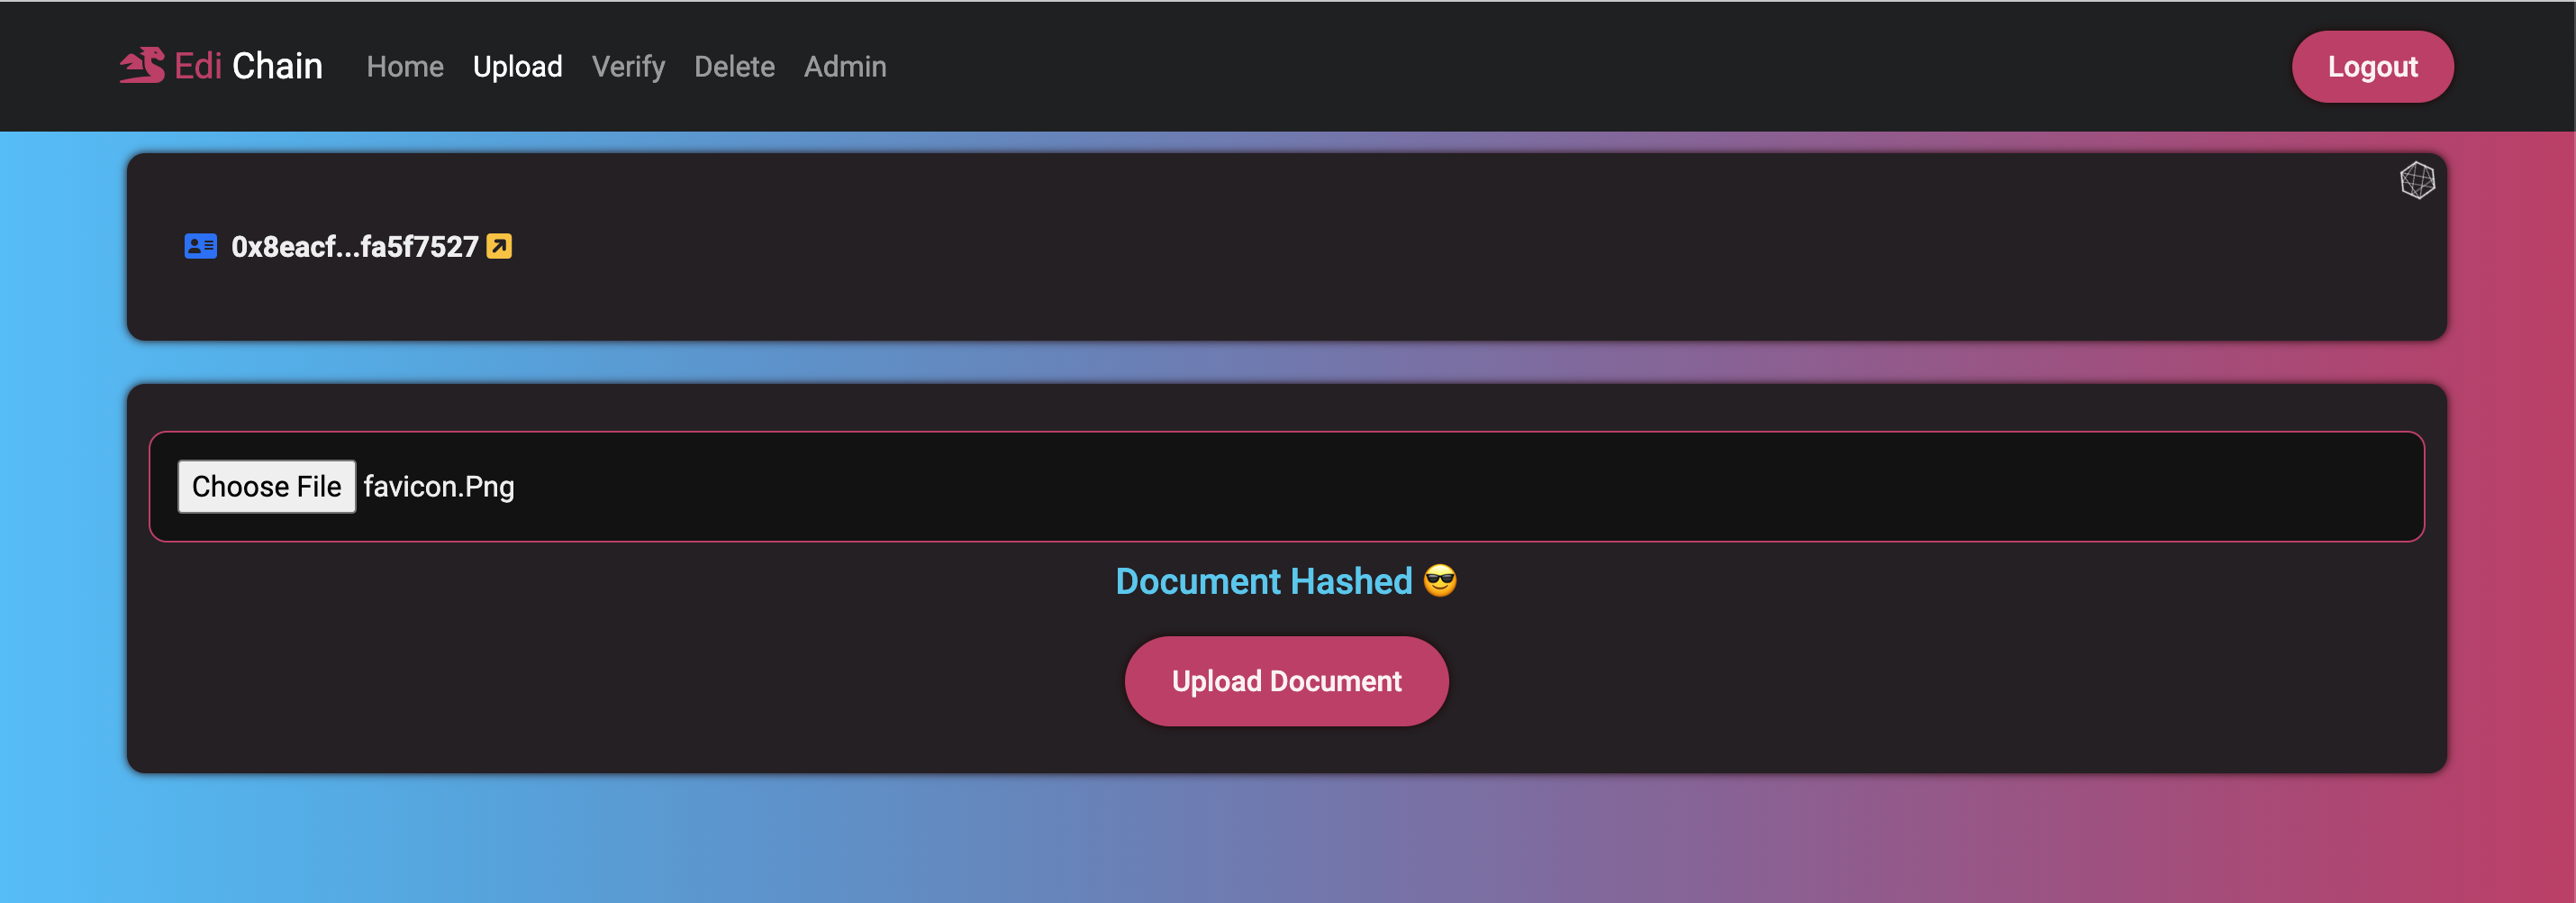 Edi Chain Home Upload Verify Delete Admin Logout
0x8eacf...fa5f7527
Choose File favicon.Png
Document Hashed 😎
Upload Document